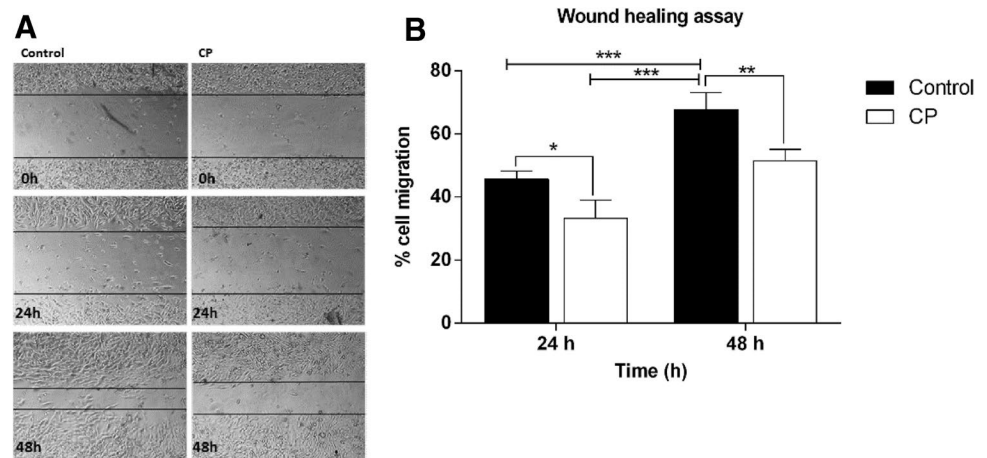 A
Control CP
0h 0h
24h 24h
48h 48h
B
Wound healing assay
*** 
*** **
*
80
60
40
20
0
% cell migration
24 h 48 h
Time (h)
Control
CP